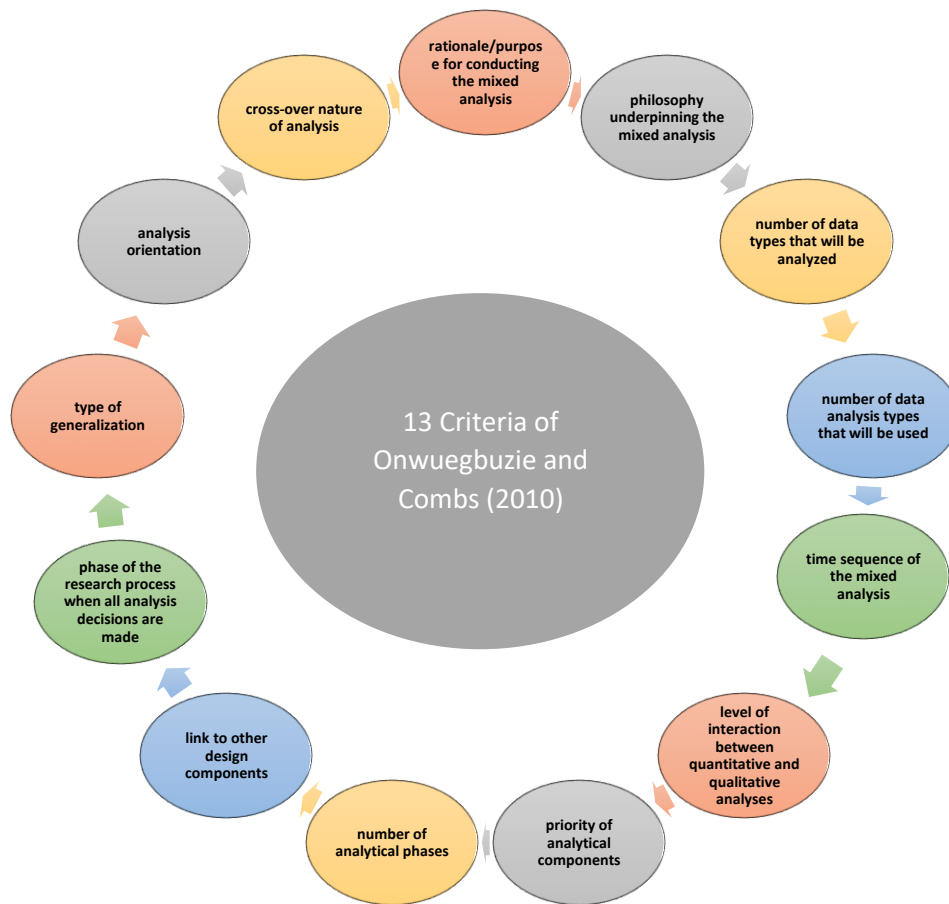 rationale/purpos
e for conducting
the mixed
analysis
philosophy
underpinning the
mixed analysis
number of data
types that will be
analyzed
number of data
analysis types
that will be used
time sequence of
the mixed
analysis
level of
interaction
between
quantitative and
qualitative
analyses
priority of
analytical
components
number of
analytical phases
link to other
design
components
phase of the
research process
when all analysis
decisions are
made
type of
generalization
analysis
orientation
cross-over nature
of analysis
13 Criteria of
Onwuegbuzie and
Combs (2010)